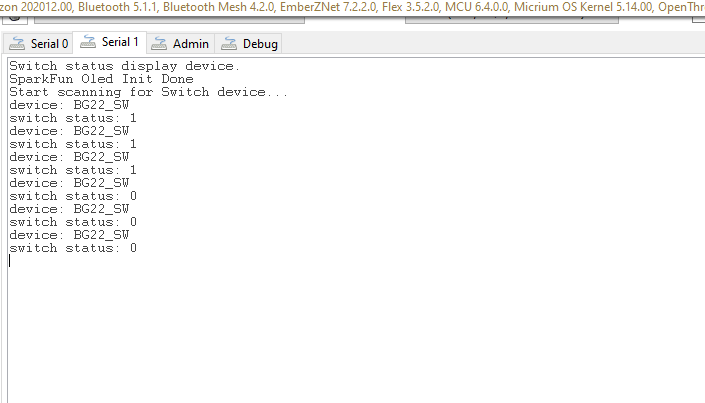 zon 202012.00, Bluetooth 5.1.1, Bluetooth Mesh 4.2.0, EmberZNet 7.2.2.0, Flex 3.5.2.0, MCU 6.4.0.0, Micrium OS Kernel 5.14.00, OpenThr
Serial 0 Serial 1 Admin Debug
Switch status display device.
SparkFun Oled Init Done
Start scanning for Switch device...
device: BG22_SW
switch status: 1
device: BG22_SW
switch status: 1
device: BG22_SW
switch status: 1
device: BG22_SW
switch status: 0
device: BG22_SW
switch status: 0
device: BG22_SW
switch status: 0